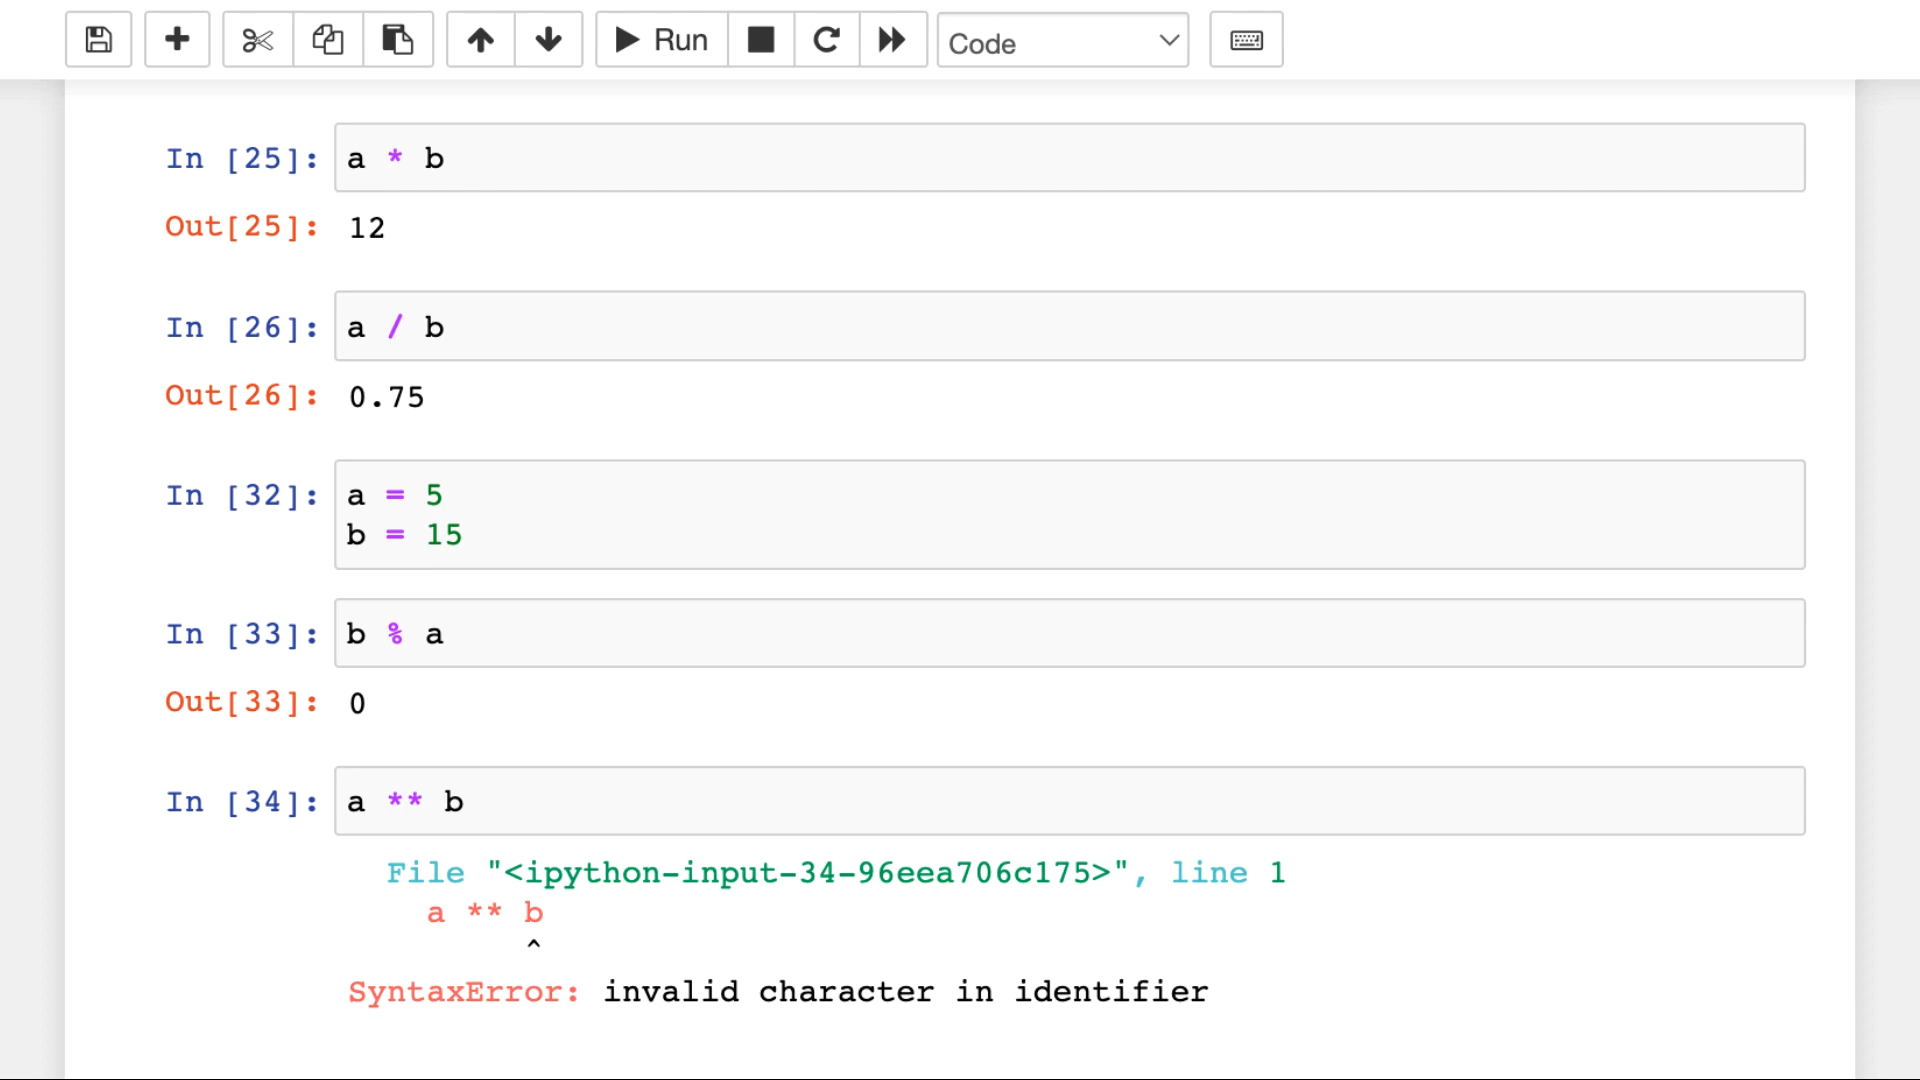 Run
Code
In [25]: a * b
Out[25]: 12
In [26]: a / b
Out[26]: 0.75
In [32]: a = 5
b = 15
In [33]: b % a
Out[33]: 0
In [34]: a ** b
File "<ipython-input-34-96eea706c175>", line 1
a ** b
^
SyntaxError: invalid character in identifier